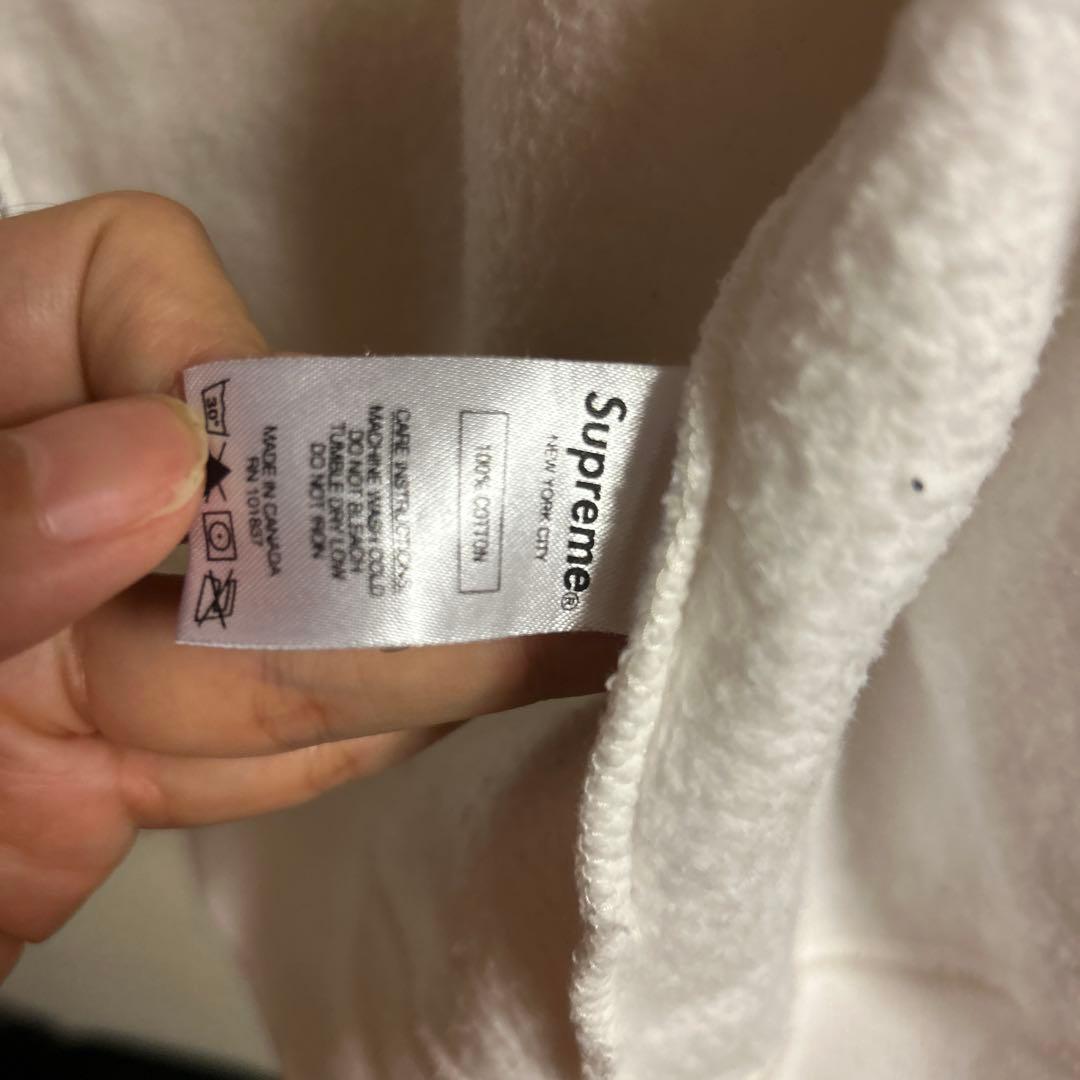 Supreme®
NEW YORK CITY
100% COTON
CARE INSTRUCTIONS:
MACHINE WASH COLD
DO NOT BLEACH
TUMBLE DRY LOW
DO NOT IRON
MADE IN CANADA
RN 101837
30°